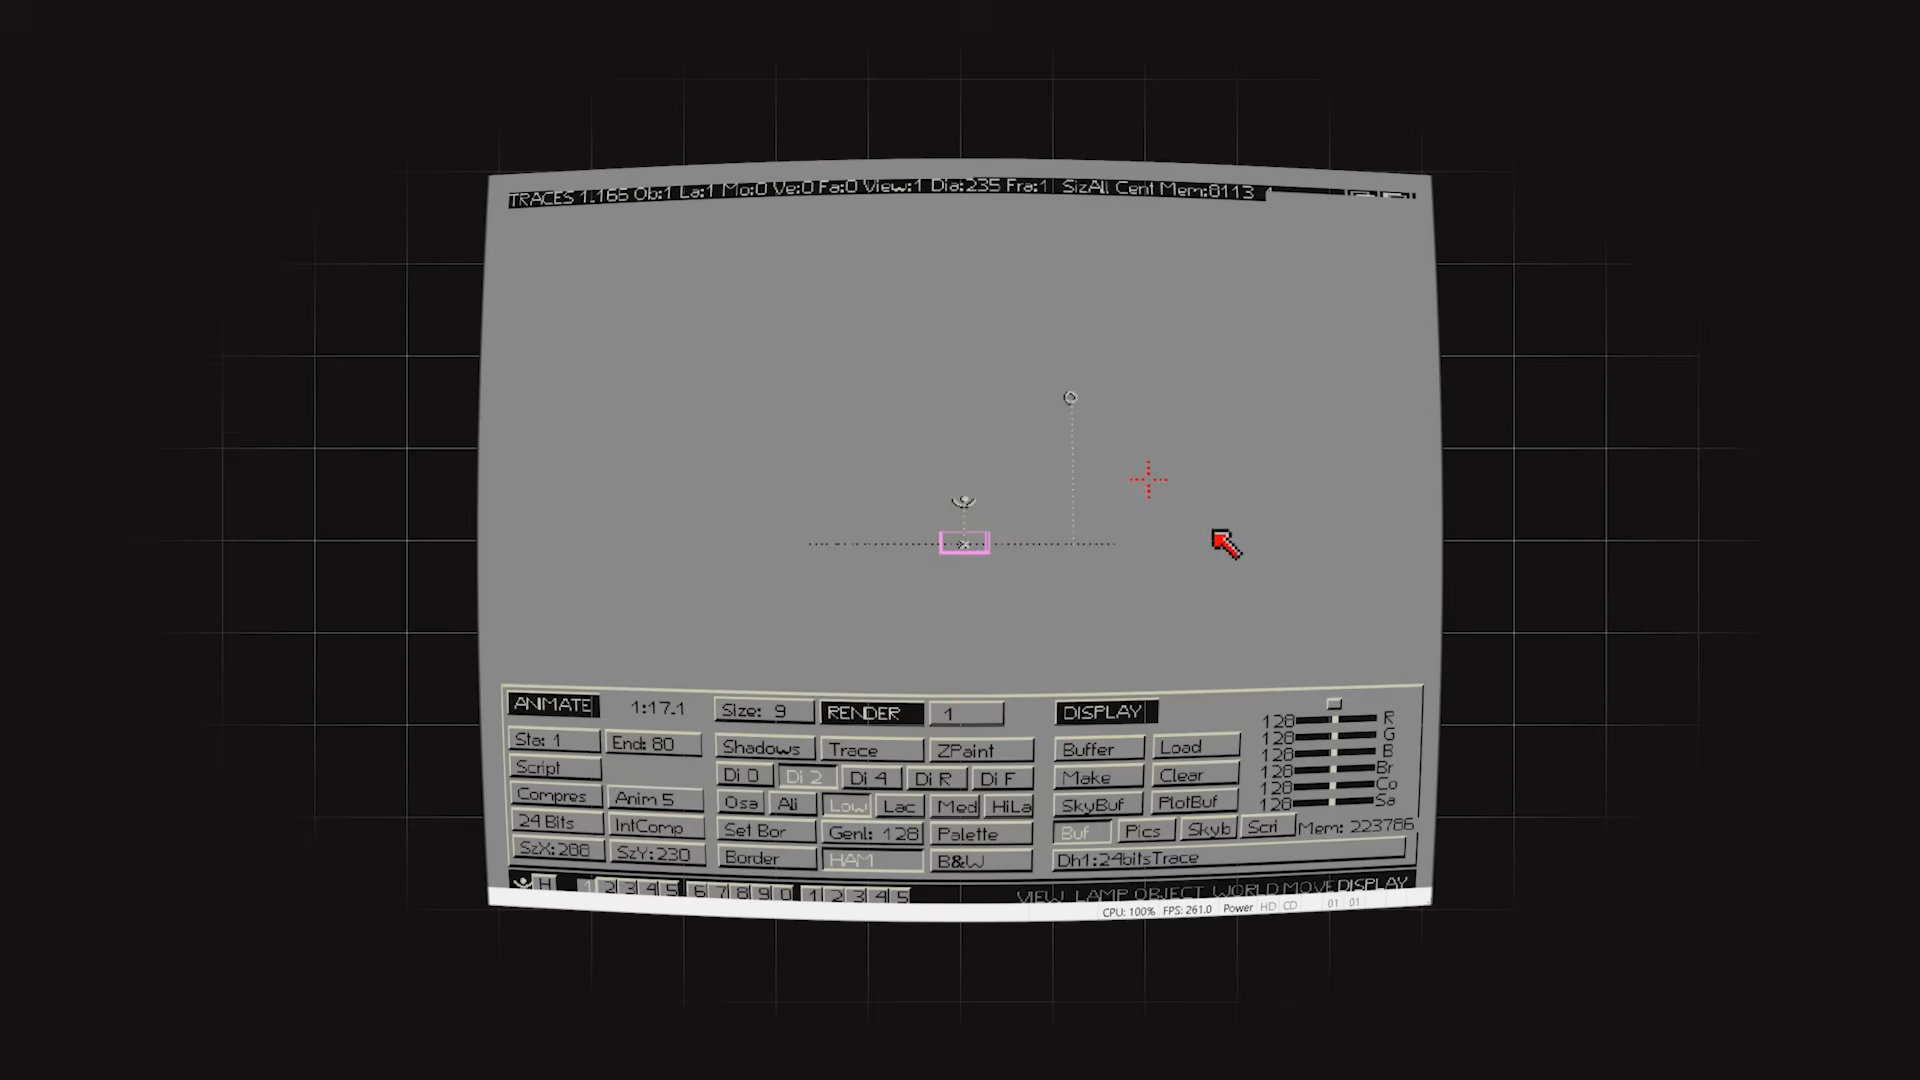 TRACES 1.166 Ob:1 La:1 Mo:0 Ve:0 Fa:0 View:1 Dia:235 Fra:1 SizAll Cent Mem:8113
ANIMATE 1:17.1 Size: 9 RENDER 1 DISPLAY
128 R
Sta: 1 End: 80 Shadows Trace ZPaint Buffer Load 128 G
128 B
Script Di 0 Di 2 Di 4 Di R Di F Make Clear 128 Br
Compres Anim 5 Osa Ali Low Lac Med HiLa SkyBuf PlotBuf 128 Co
128 Sa
24 Bits IntComp Set Bor Genl: 128 Palette Buf Pics Skyb Scri Mem: 223786
SzX:288 SzY:230 Border HAM B&W Dh1:24bitsTrace
H 1 2 3 4 5 6 7 8 9 0 1 2 3 4 5 VIEW LAMP OBJECT WORLD MOVE DISPLAY
CPU: 100% FPS: 261.0 Power HD CD 01 01